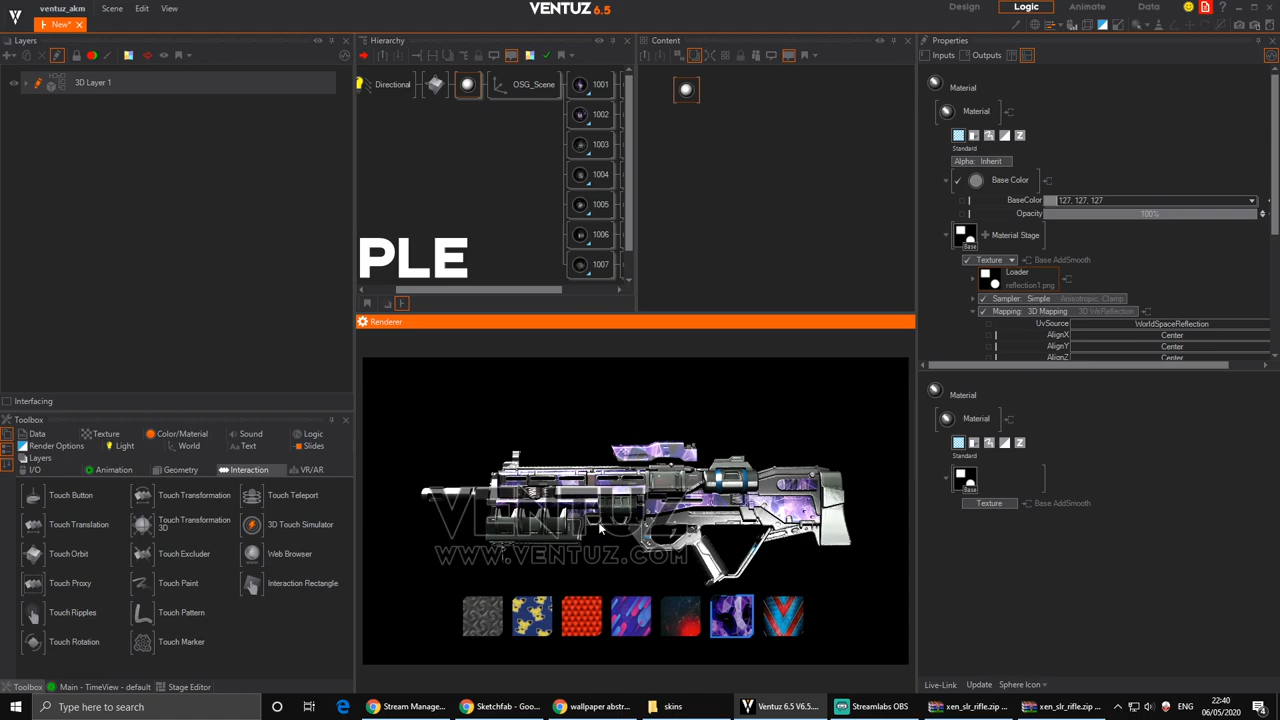 VENTUZ 6.5
Design Logic Animate Data
ventuz_akm Scene Edit View
New*
Layers
3D Layer 1
Interfacing
Toolbox
Data Texture Color/Material Sound Logic
Render Options Light World Text Slides
Layers
I/O Animation Geometry Interaction VR/AR
Touch Button Touch Transformation Touch Teleport
Touch Translation Touch Transformation 3D 3D Touch Simulator
Touch Orbit Touch Excluder Web Browser
Touch Proxy Touch Paint Interaction Rectangle
Touch Ripples Touch Pattern
Touch Rotation Touch Marker
Toolbox Main - TimeView - default Stage Editor
Hierarchy
Directional OSG_Scene 1001
1002
1003
1004
1005
1006
1007
PLE
Content
Renderer
VENTUZ
WWW.VENTUZ.COM
Properties
Inputs Outputs
Material
Material
Z
Standard
Alpha: Inherit
Base Color
BaseColor 127, 127, 127
Opacity 100%
Material Stage
Base
Texture Base AddSmooth
Loader
reflection1.png
Sampler: Simple Anisotropic, Clamp
Mapping: 3D Mapping 3D WsReflection
UvSource WorldSpaceReflection
AlignX Center
AlignY Center
AlignZ Center
Material
Material
Z
Standard
Base
Texture Base AddSmooth
Live-Link Update Sphere Icon
Type here to search
Stream Manage... Sketchfab - Goo... wallpaper abstr... skins Ventuz 6.5 V6.5.... Streamlabs OBS xen_slr_rifle.zip ... xen_slr_rifle.zip ...
ENG
22:40
06/05/2020